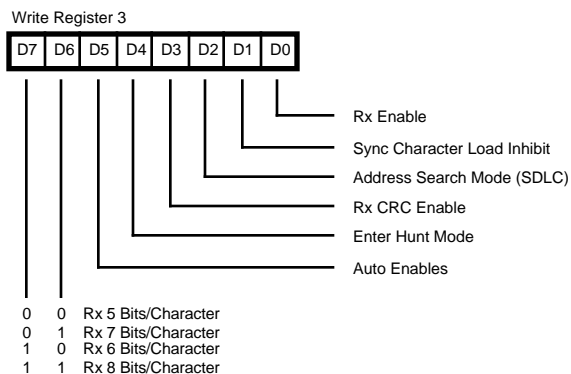 Write Register 3
D7 D6 D5 D4 D3 D2 D1 D0
Rx Enable
Sync Character Load Inhibit
Address Search Mode (SDLC)
Rx CRC Enable
Enter Hunt Mode
Auto Enables
0 0 Rx 5 Bits/Character
0 1 Rx 7 Bits/Character
1 0 Rx 6 Bits/Character
1 1 Rx 8 Bits/Character